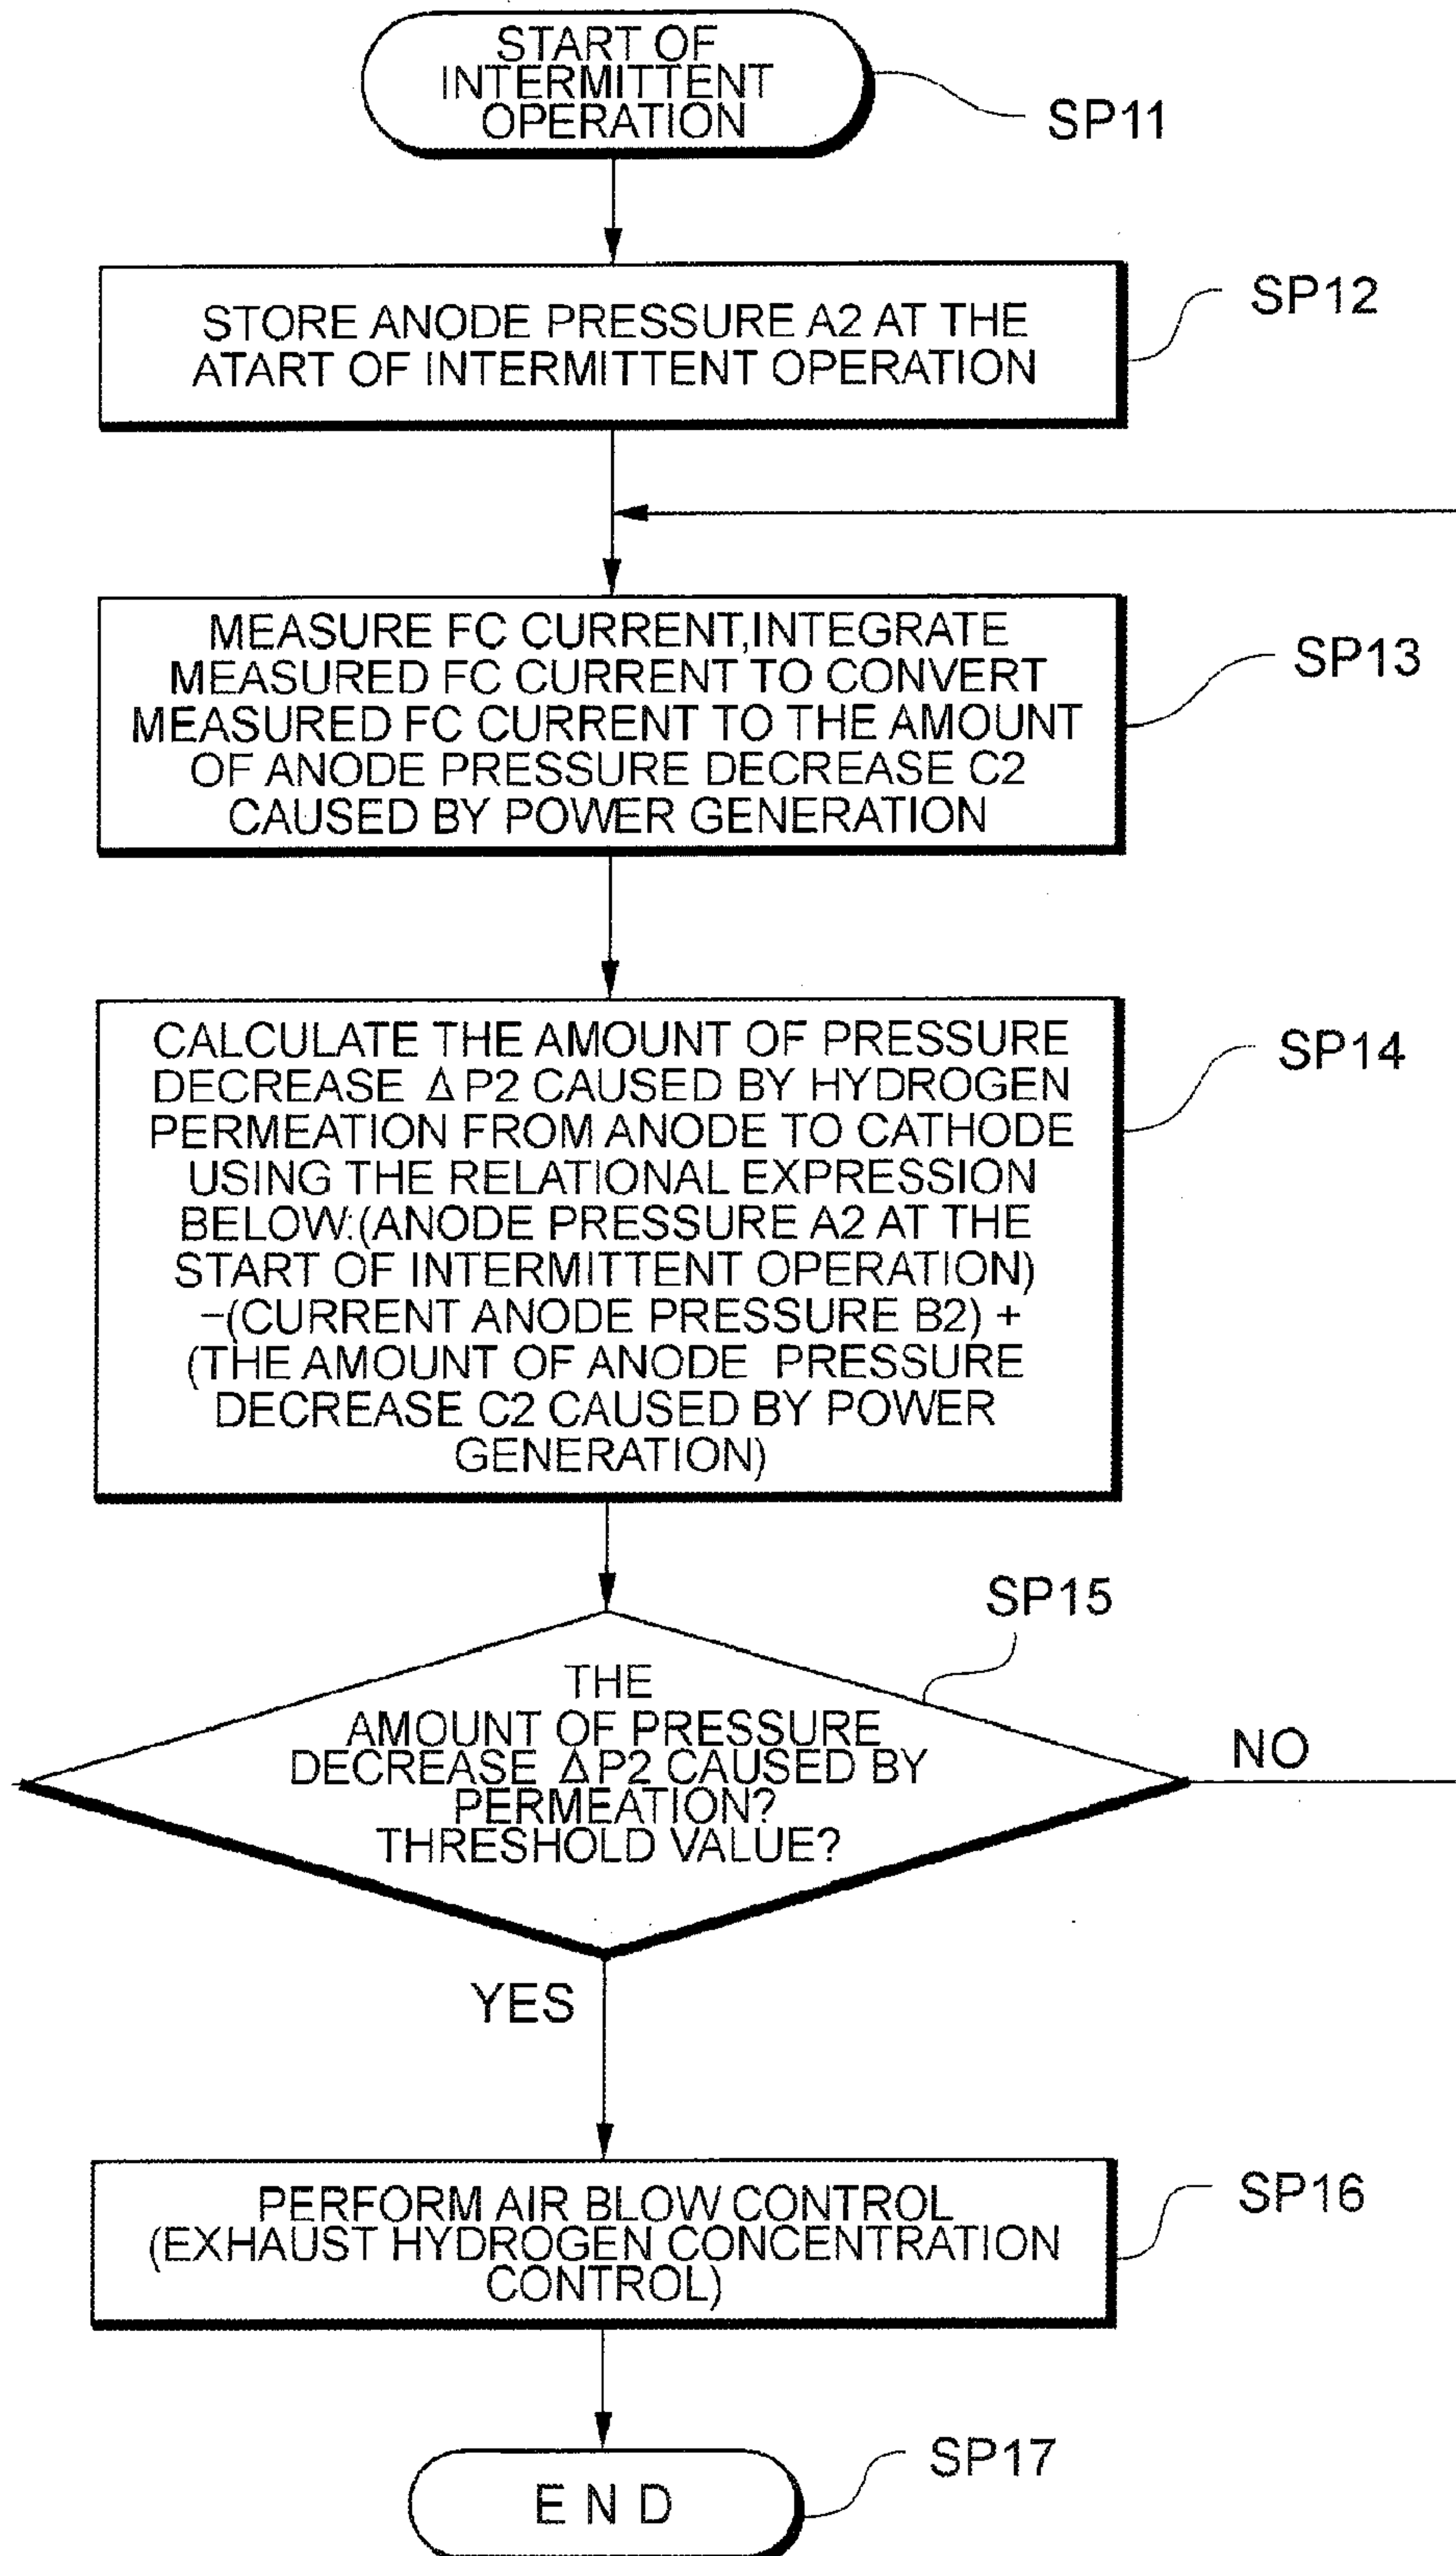 START OF
INTERMITTENT
OPERATION
SP11
STORE ANODE PRESSURE A2 AT THE
ATART OF INTERMITTENT OPERATION
SP12
MEASURE FC CURRENT,INTEGRATE
MEASURED FC CURRENT TO CONVERT
MEASURED FC CURRENT TO THE AMOUNT
OF ANODE PRESSURE DECREASE C2
CAUSED BY POWER GENERATION
SP13
CALCULATE THE AMOUNT OF PRESSURE
DECREASE ΔP2 CAUSED BY HYDROGEN
PERMEATION FROM ANODE TO CATHODE
USING THE RELATIONAL EXPRESSION
BELOW:(ANODE PRESSURE A2 AT THE
START OF INTERMITTENT OPERATION)
−(CURRENT ANODE PRESSURE B2) +
(THE AMOUNT OF ANODE PRESSURE
DECREASE C2 CAUSED BY POWER
GENERATION)
SP14
SP15
THE
AMOUNT OF PRESSURE
DECREASE ΔP2 CAUSED BY
PERMEATION?
THRESHOLD VALUE?
NO
YES
PERFORM AIR BLOW CONTROL
(EXHAUST HYDROGEN CONCENTRATION
CONTROL)
SP16
END
SP17